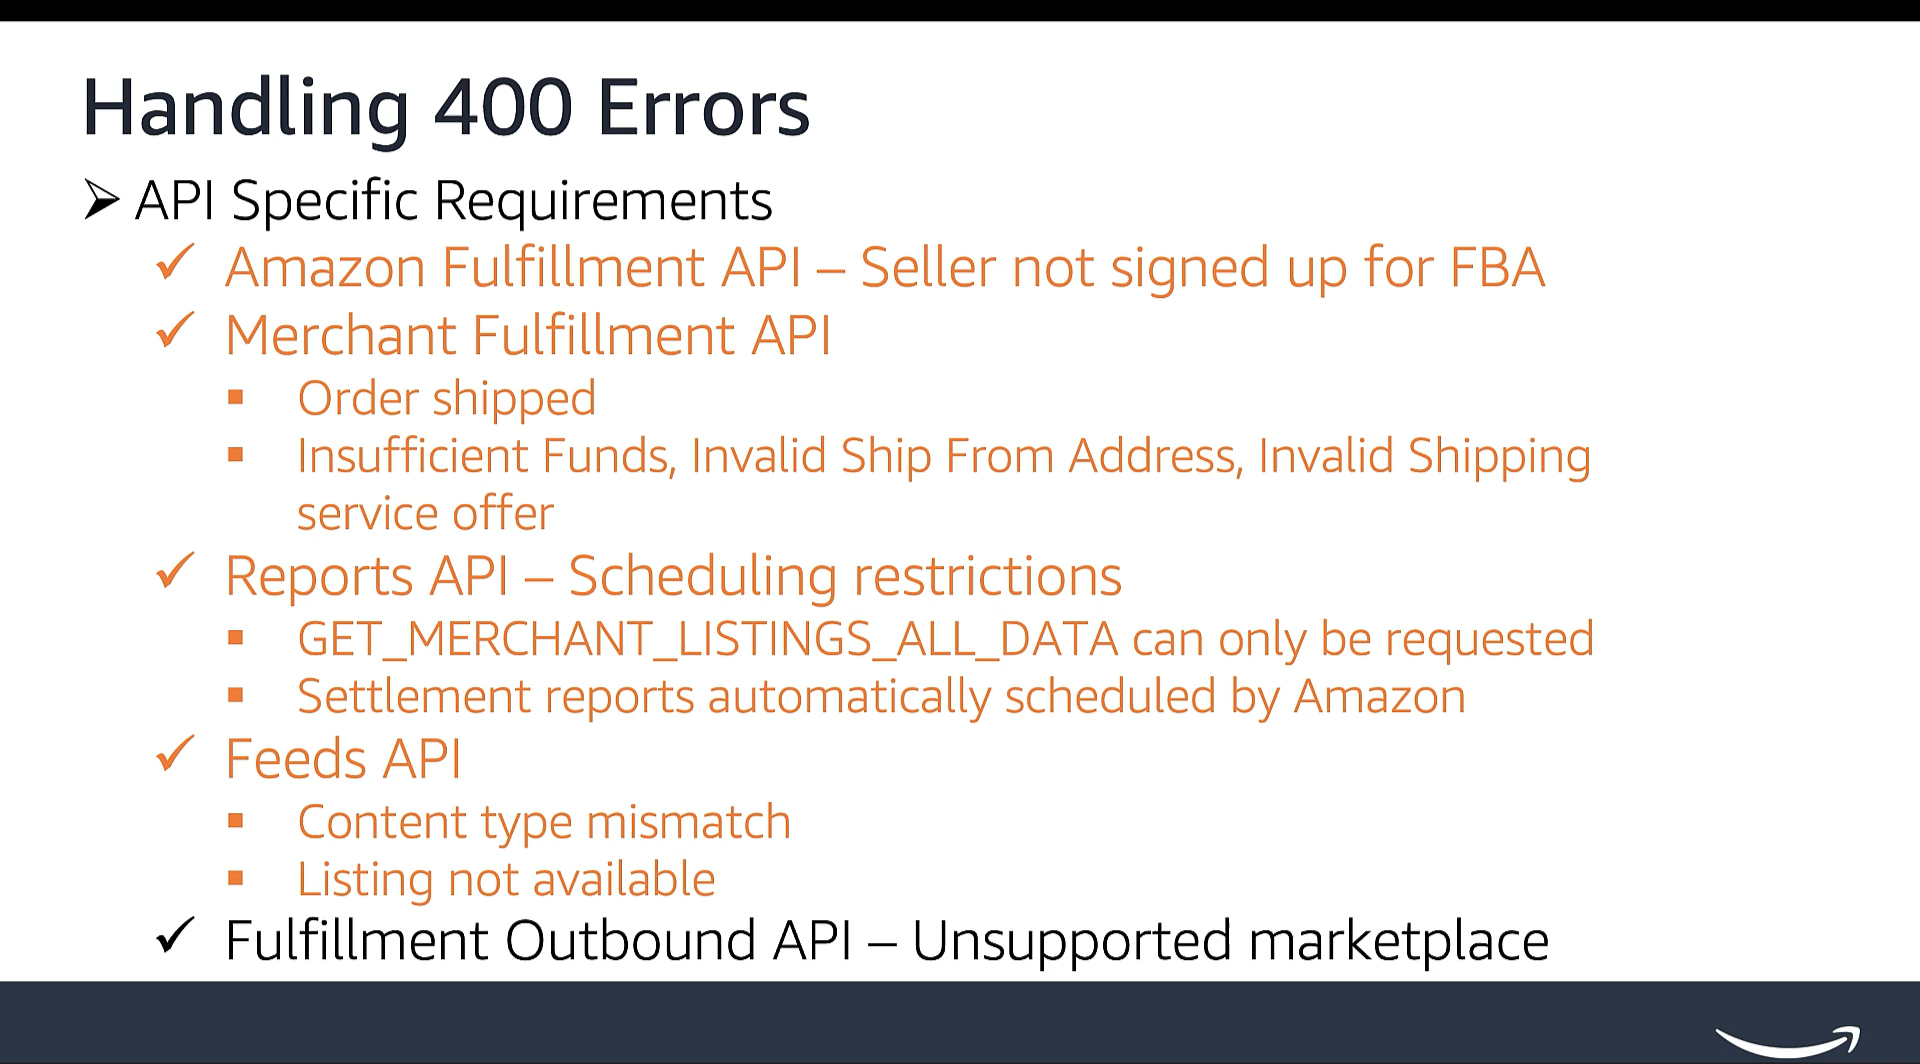 Handling 400 Errors
➢ API Specific Requirements
✓ Amazon Fulfillment API – Seller not signed up for FBA
✓ Merchant Fulfillment API
▪ Order shipped
▪ Insufficient Funds, Invalid Ship From Address, Invalid Shipping
service offer
✓ Reports API – Scheduling restrictions
▪ GET_MERCHANT_LISTINGS_ALL_DATA can only be requested
▪ Settlement reports automatically scheduled by Amazon
✓ Feeds API
▪ Content type mismatch
▪ Listing not available
✓ Fulfillment Outbound API – Unsupported marketplace